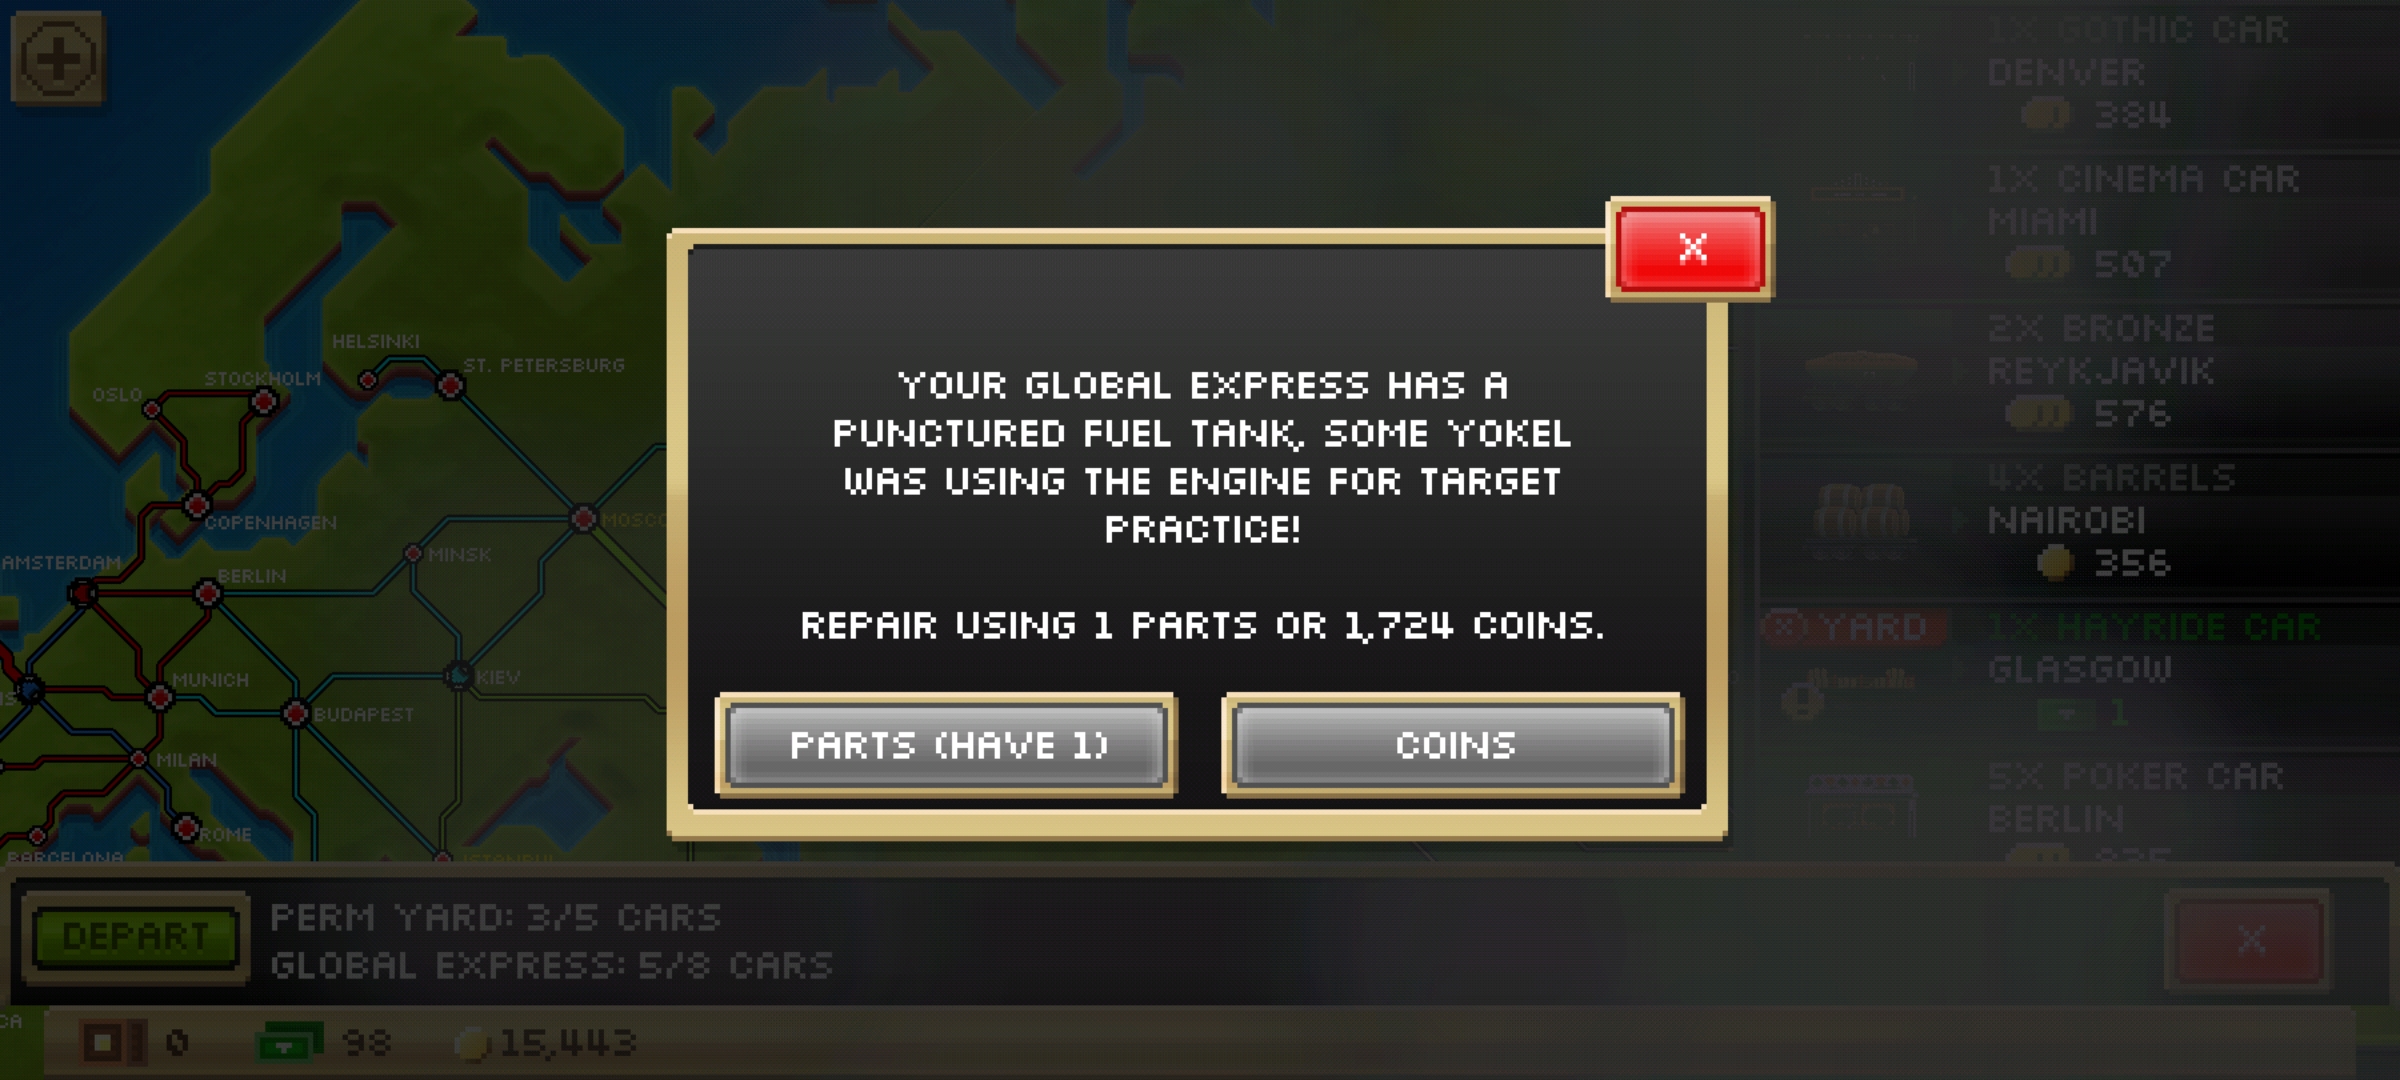 1X GOTHIC CAR
DENVER
384
1X CINEMA CAR
MIAMI
507
2X BRONZE
REYKJAVIK
576
4X BARRELS
NAIROBI
356
X YARD
1X HAYRIDE CAR
GLASGOW
1
5X POKER CAR
BERLIN
X
YOUR GLOBAL EXPRESS HAS A
PUNCTURED FUEL TANK, SOME YOKEL
WAS USING THE ENGINE FOR TARGET
PRACTICE!
REPAIR USING 1 PARTS OR 1,724 COINS.
PARTS (HAVE 1)
COINS
HELSINKI
ST. PETERSBURG
STOCKHOLM
OSLO
COPENHAGEN
MOSCO
MINSK
AMSTERDAM
BERLIN
KIEV
MUNICH
BUDAPEST
MILAN
ROME
BARCELONA
ISTANBUL
DEPART
PERM YARD: 3/5 CARS
GLOBAL EXPRESS: 5/8 CARS
X
CA
0
98
15,443